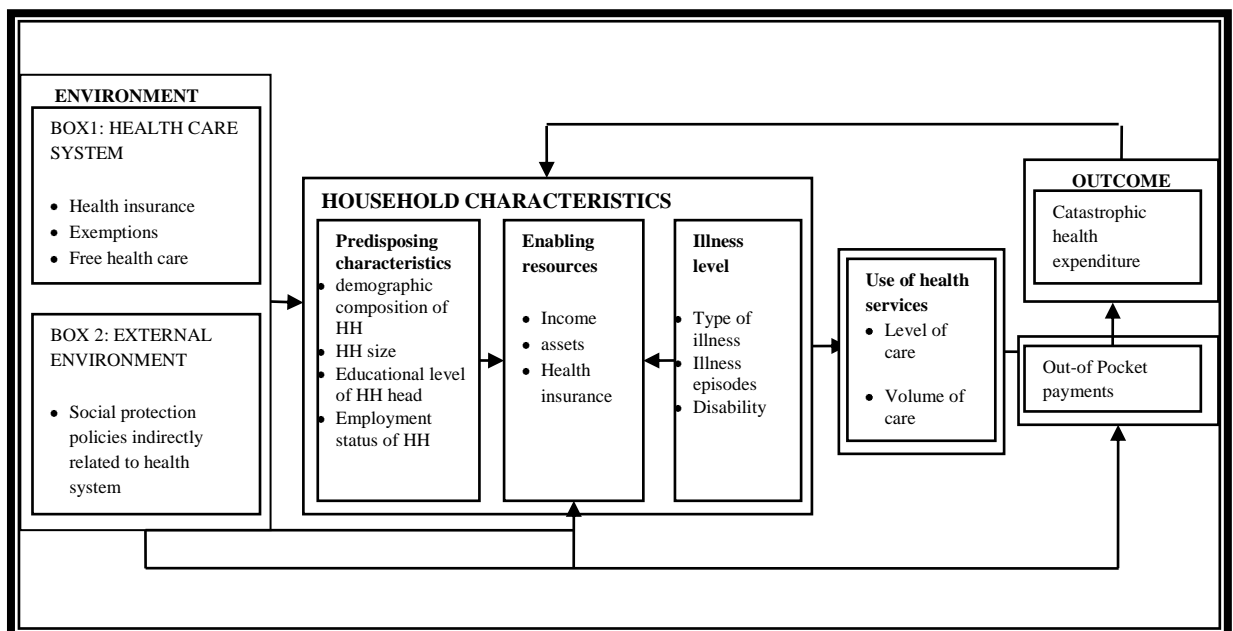 ENVIRONMENT
BOX1: HEALTH CARE
SYSTEM
• Health insurance
• Exemptions
• Free health care
BOX 2: EXTERNAL
ENVIRONMENT
• Social protection
policies indirectly
related to health
system
HOUSEHOLD CHARACTERISTICS
Predisposing
characteristics
• demographic
composition of
HH
• HH size
• Educational level
of HH head
• Employment
status of HH
Enabling
resources
• Income
• assets
• Health
insurance
Illness
level
• Type of
illness
• Illness
episodes
• Disability
Use of health
services
• Level of
care
• Volume of
care
OUTCOME
Catastrophic
health
expenditure
Out-of Pocket
payments